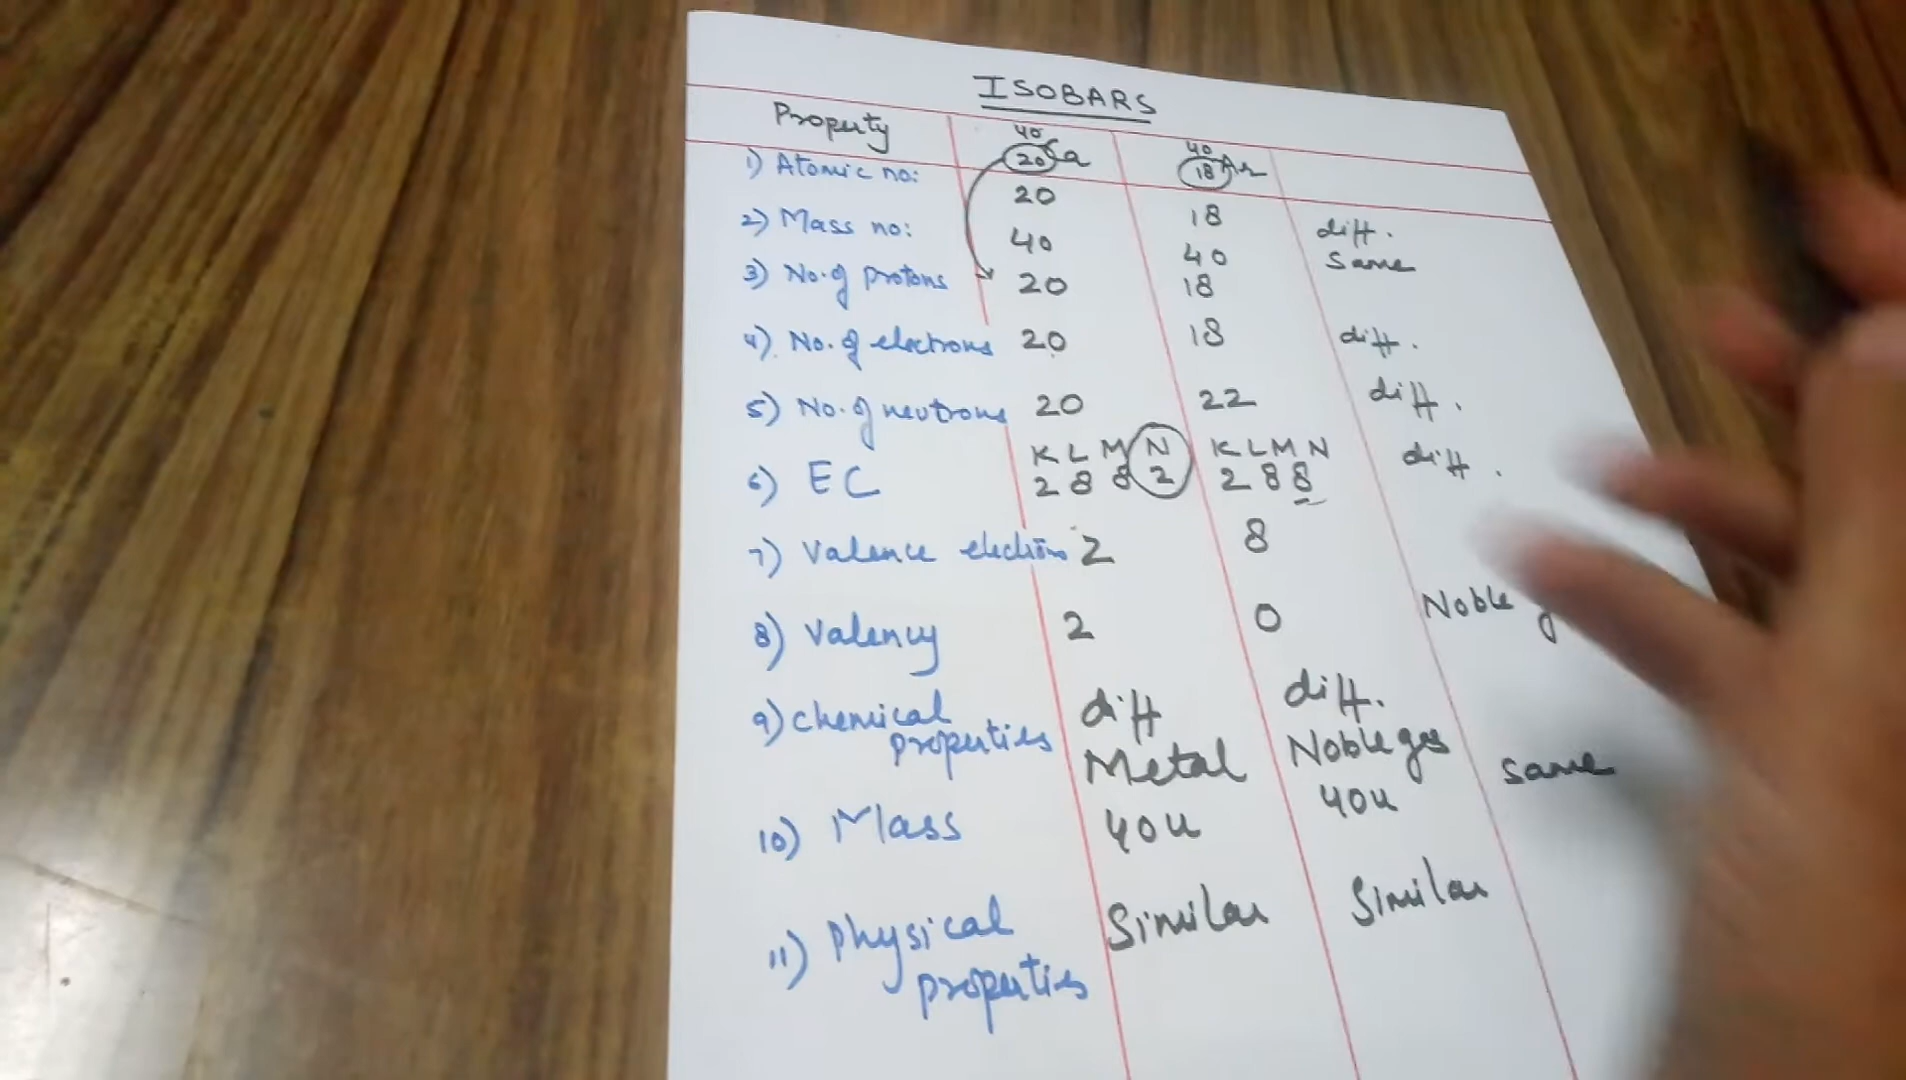 ISOBARS
Property 40 20 Ca 40 18 Ar
1) Atomic no: 20 18 diff.
2) Mass no: 40 40 Same
3) No. of protons 20 18
4) No. of electrons 20 18 diff.
5) No. of neutrons 20 22 diff.
K L M N K L M N diff.
6) EC 2 8 8 2 2 8 8
7) Valence electrons 2 8
8) Valency 2 0 Noble
9) Chemical diff diff.
properties Metal Noble gas
10) Mass 40u 40u same
11) Physical Similar Similar
properties